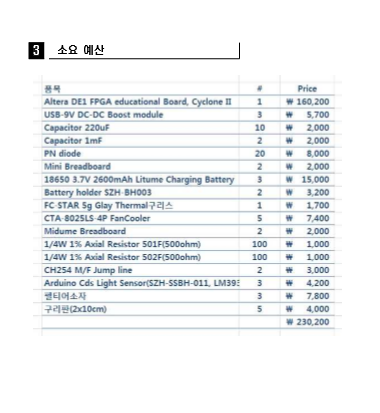 3 소요 예산
품목 # Price
Altera DE1 FPGA educational Board, Cyclone II 1 ₩ 160,200
USB-9V DC-DC Boost module 3 ₩ 5,700
Capacitor 220uF 10 ₩ 2,000
Capacitor 1mF 2 ₩ 2,000
PN diode 20 ₩ 8,000
Mini Breadboard 2 ₩ 2,000
18650 3.7V 2600mAh Litume Charging Battery 3 ₩ 15,000
Battery holder SZH-BH003 2 ₩ 3,200
FC-STAR 5g Glay Thermal구리스 1 ₩ 1,700
CTA-8025LS-4P FanCooler 5 ₩ 7,400
Midume Breadboard 2 ₩ 2,000
1/4W 1% Axial Resistor 501F(500ohm) 100 ₩ 1,000
1/4W 1% Axial Resistor 502F(500ohm) 100 ₩ 1,000
CH254 M/F Jump line 2 ₩ 3,000
Arduino Cds Light Sensor(SZH-SSBH-011, LM393 3 ₩ 4,200
펠티어소자 3 ₩ 7,800
구리판(2x10cm) 5 ₩ 4,000
₩ 230,200